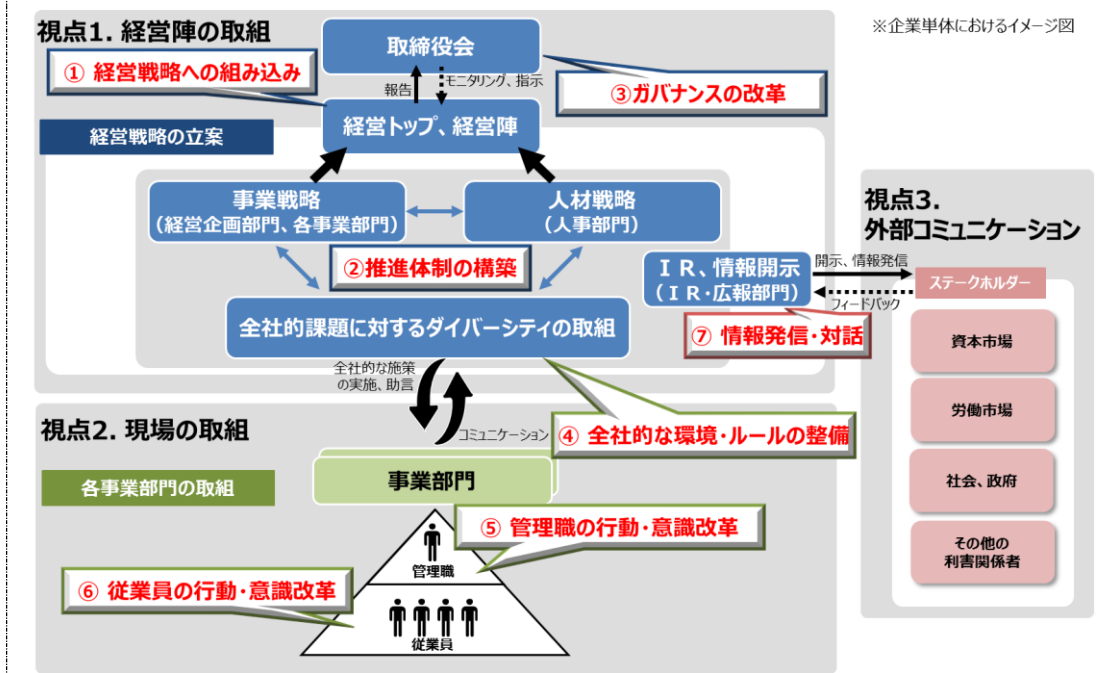 視点1. 経営陣の取組
※企業単体におけるイメージ図
取締役会
① 経営戦略への組み込み
報告
モニタリング、指示
③ガバナンスの改革
経営トップ、経営陣
経営戦略の立案
事業戦略
(経営企画部門、各事業部門)
人材戦略
(人事部門)
②推進体制の構築
全社的課題に対するダイバーシティの取組
ＩＲ、情報開示
(ＩＲ・広報部門)
⑦ 情報発信・対話
視点3.
外部コミュニケーション
開示、情報発信
フィードバック
ステークホルダー
資本市場
労働市場
社会、政府
その他の
利害関係者
全社的な施策
の実施、助言
コミュニケーション
④ 全社的な環境・ルールの整備
視点2. 現場の取組
各事業部門の取組
事業部門
⑤ 管理職の行動・意識改革
管理職
⑥ 従業員の行動・意識改革
従業員